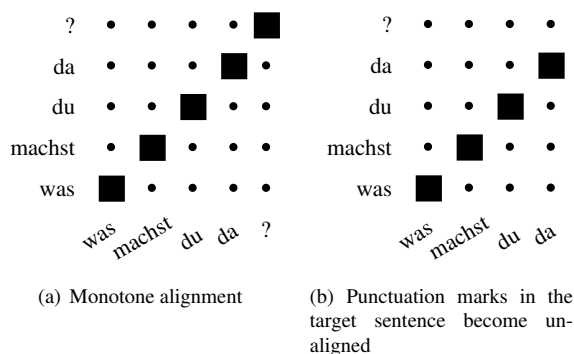 ?
da
du
machst
was
was machst du da ?
(a) Monotone alignment
?
da
du
machst
was
was machst du da
(b) Punctuation marks in the
target sentence become un-
aligned